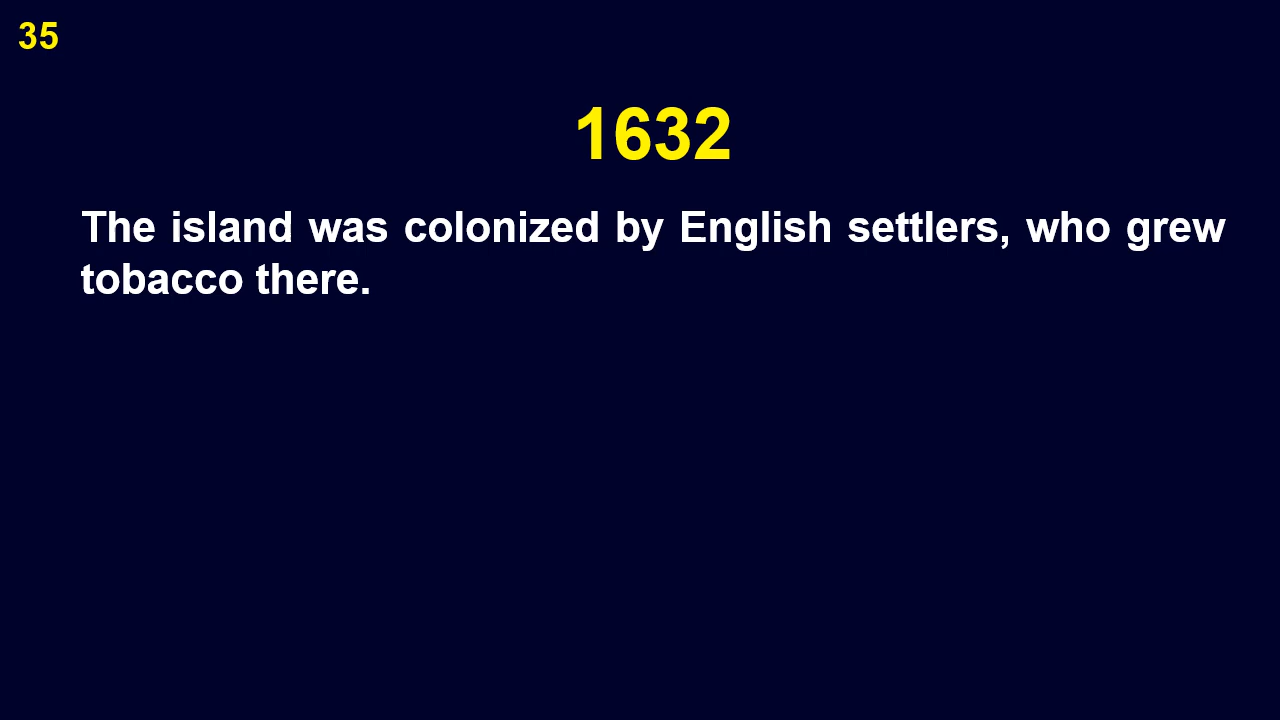 35
1632
The island was colonized by English settlers, who grew
tobacco there.